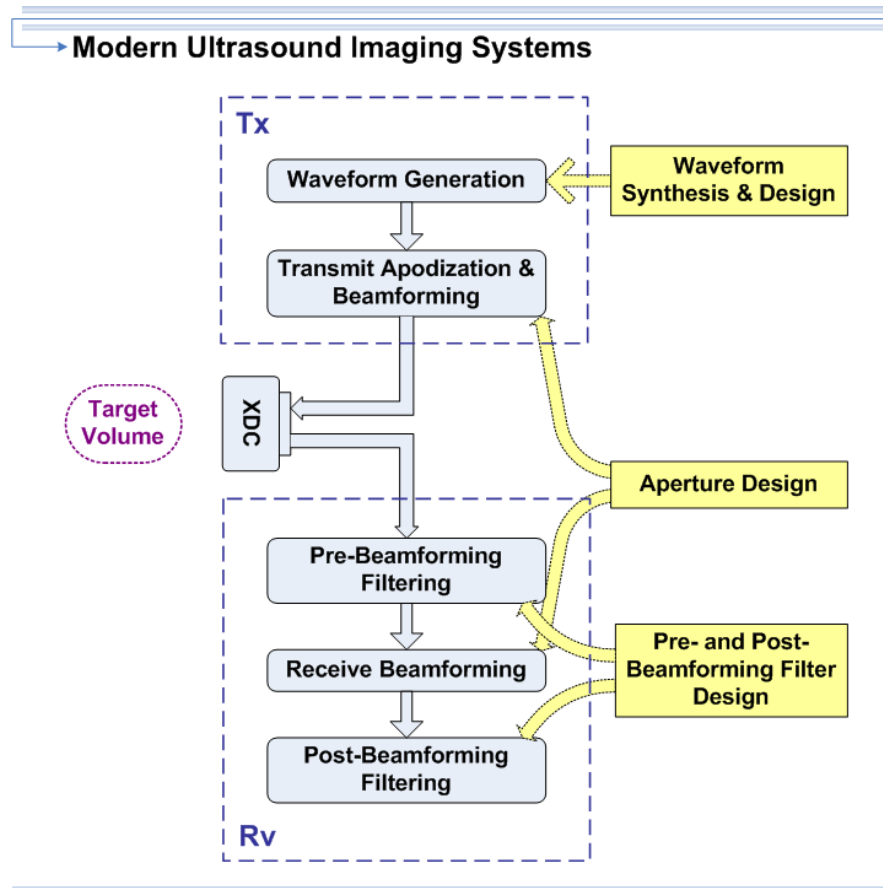 Modern Ultrasound Imaging Systems
Tx
Waveform Generation
Waveform
Synthesis & Design
Transmit Apodization &
Beamforming
Target
Volume
XDC
Aperture Design
Pre-Beamforming
Filtering
Receive Beamforming
Pre- and Post-
Beamforming Filter
Design
Post-Beamforming
Filtering
Rv